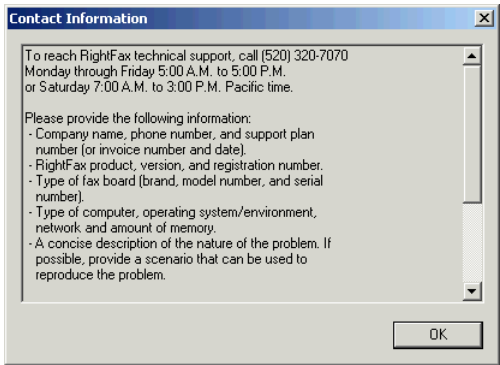 Contact Information
To reach RightFax technical support, call (520) 320-7070
Monday through Friday 5:00 A.M. to 5:00 P.M.
or Saturday 7:00 A.M. to 3:00 P.M. Pacific time.
Please provide the following information:
- Company name, phone number, and support plan
number (or invoice number and date).
- RightFax product, version, and registration number.
- Type of fax board (brand, model number, and serial
number).
- Type of computer, operating system/environment,
network and amount of memory.
- A concise description of the nature of the problem. If
possible, provide a scenario that can be used to
reproduce the problem.
OK